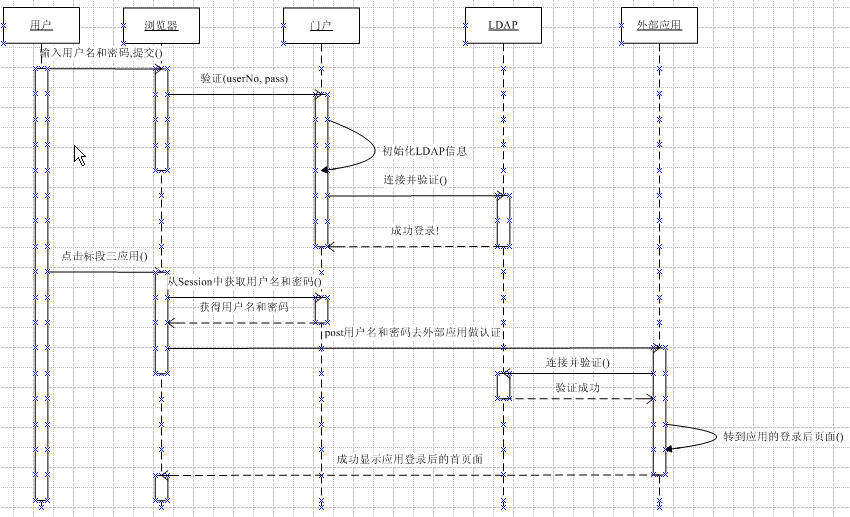 用户
浏览器
门户
LDAP
外部应用
输入用户名和密码,提交()
验证(userNo, pass)
初始化LDAP信息
连接并验证()
成功登录!
点击标段三应用()
从Session中获取用户名和密码()
获得用户名和密码
post用户名和密码去外部应用做认证
连接并验证()
验证成功
转到应用的登录后页面()
成功显示应用登录后的首页面